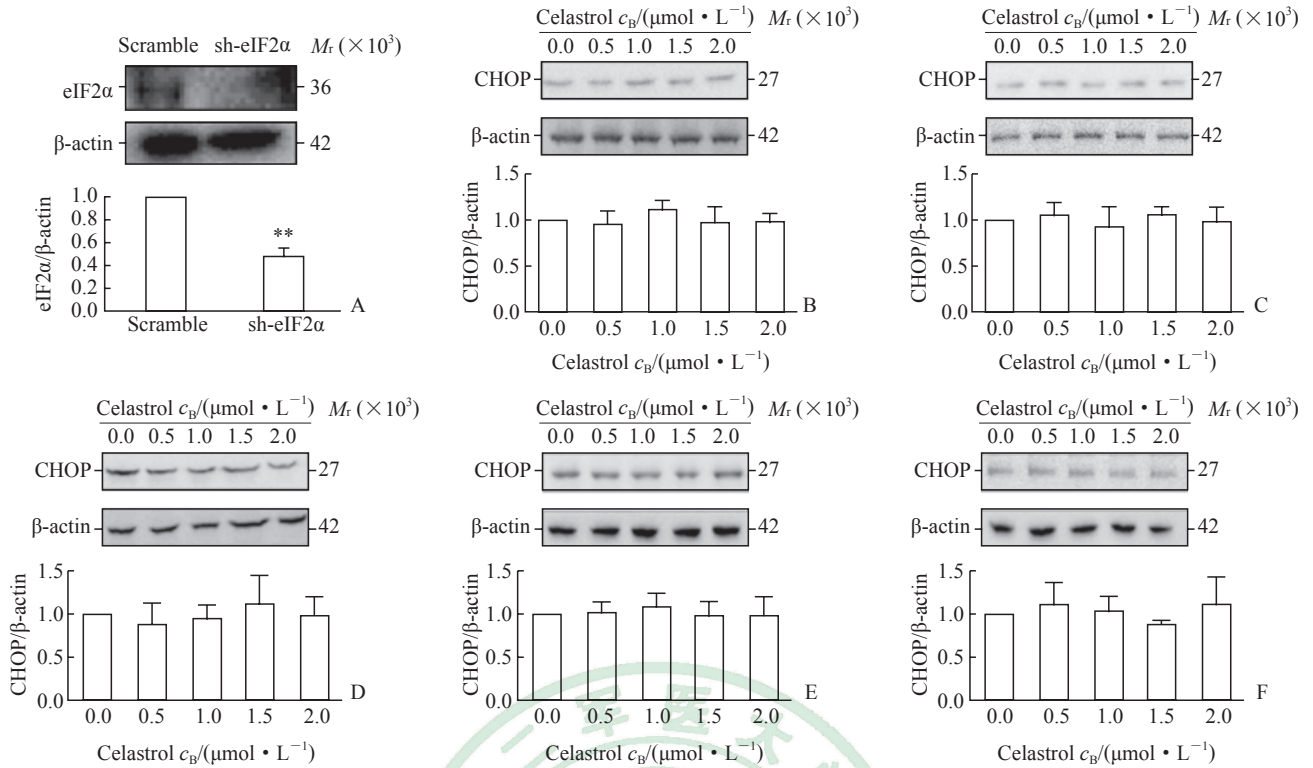 Scramble sh-eIF2α Mr (×10³)
eIF2α 36
β-actin 42
eIF2α/β-actin
1.0
0.8
0.6
0.4
0.2
0.0
**
Scramble sh-eIF2α
A
Celastrol cB/(μmol · L⁻¹) Mr (×10³)
0.0 0.5 1.0 1.5 2.0
CHOP 27
β-actin 42
CHOP/β-actin
1.5
1.0
0.5
0.0
0.0 0.5 1.0 1.5 2.0
Celastrol cB/(μmol · L⁻¹)
B
Celastrol cB/(μmol · L⁻¹) Mr (×10³)
0.0 0.5 1.0 1.5 2.0
CHOP 27
β-actin 42
CHOP/β-actin
1.5
1.0
0.5
0.0
0.0 0.5 1.0 1.5 2.0
Celastrol cB/(μmol · L⁻¹)
C
Celastrol cB/(μmol · L⁻¹) Mr (×10³)
0.0 0.5 1.0 1.5 2.0
CHOP 27
β-actin 42
CHOP/β-actin
1.5
1.0
0.5
0.0
0.0 0.5 1.0 1.5 2.0
Celastrol cB/(μmol · L⁻¹)
D
Celastrol cB/(μmol · L⁻¹) Mr (×10³)
0.0 0.5 1.0 1.5 2.0
CHOP 27
β-actin 42
CHOP/β-actin
1.5
1.0
0.5
0.0
0.0 0.5 1.0 1.5 2.0
Celastrol cB/(μmol · L⁻¹)
E
Celastrol cB/(μmol · L⁻¹) Mr (×10³)
0.0 0.5 1.0 1.5 2.0
CHOP 27
β-actin 42
CHOP/β-actin
1.5
1.0
0.5
0.0
0.0 0.5 1.0 1.5 2.0
Celastrol cB/(μmol · L⁻¹)
F
二军医大